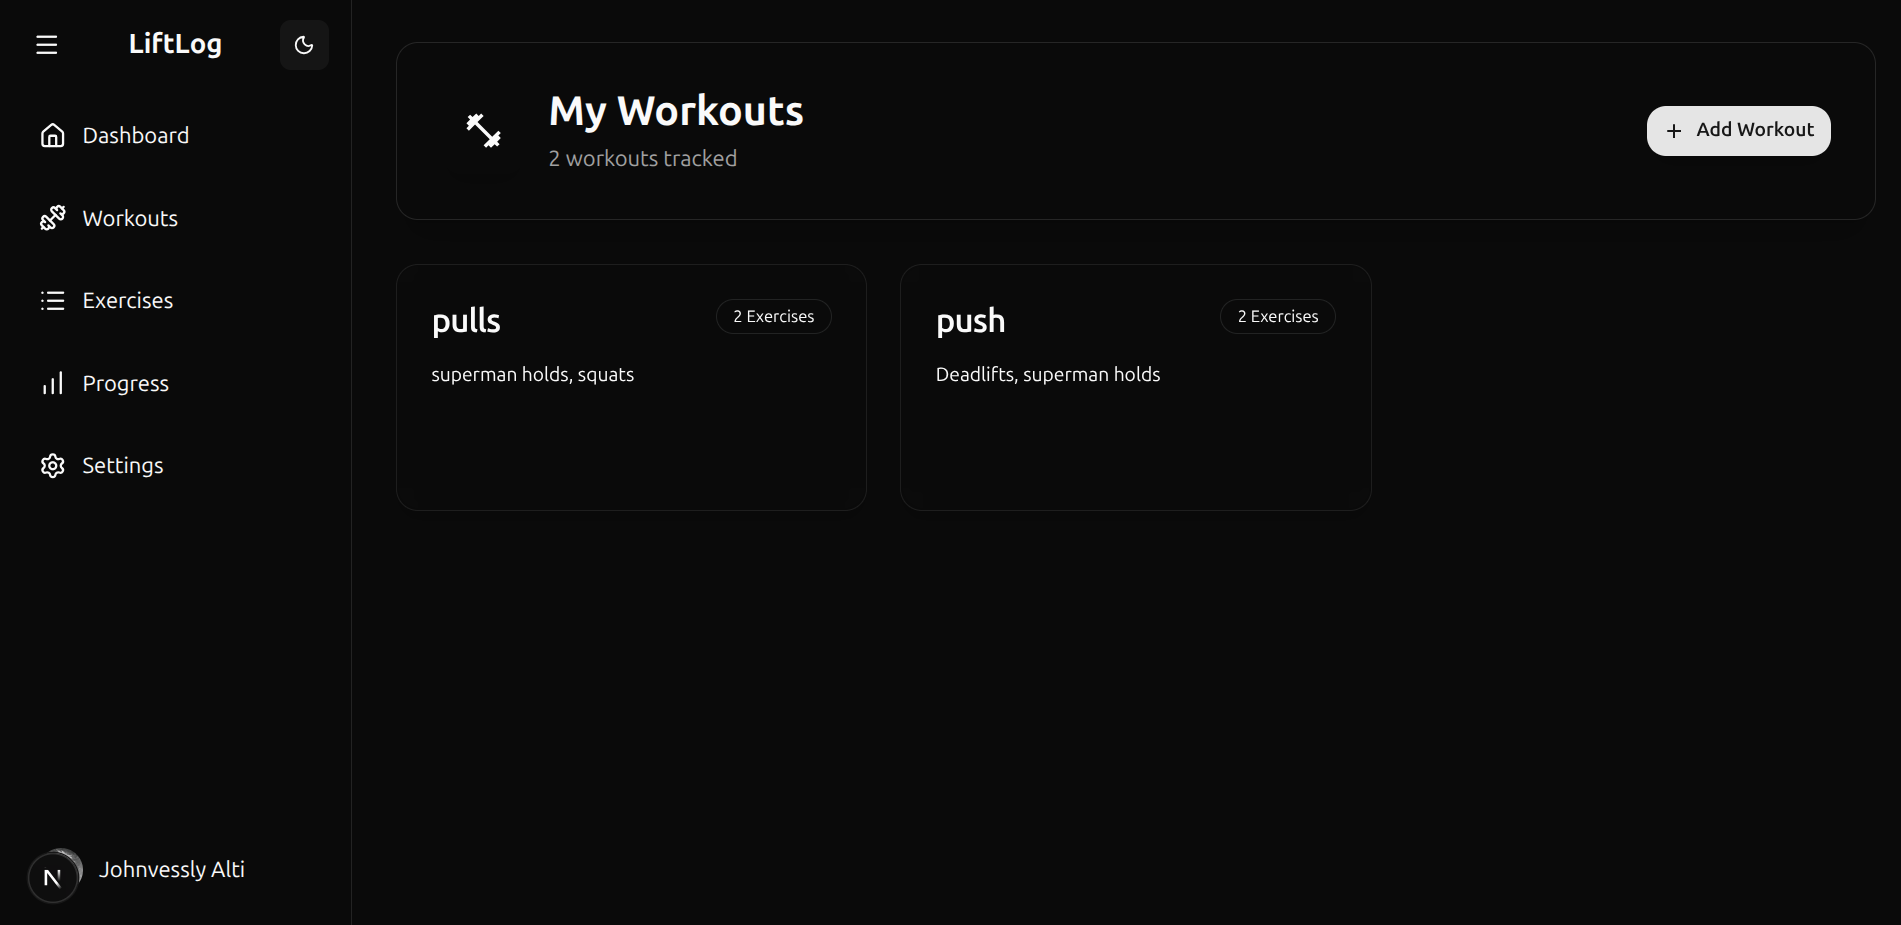 LiftLog
Dashboard
Workouts
Exercises
Progress
Settings
N
Johnvessly Alti
My Workouts
2 workouts tracked
+ Add Workout
pulls
2 Exercises
superman holds, squats
push
2 Exercises
Deadlifts, superman holds